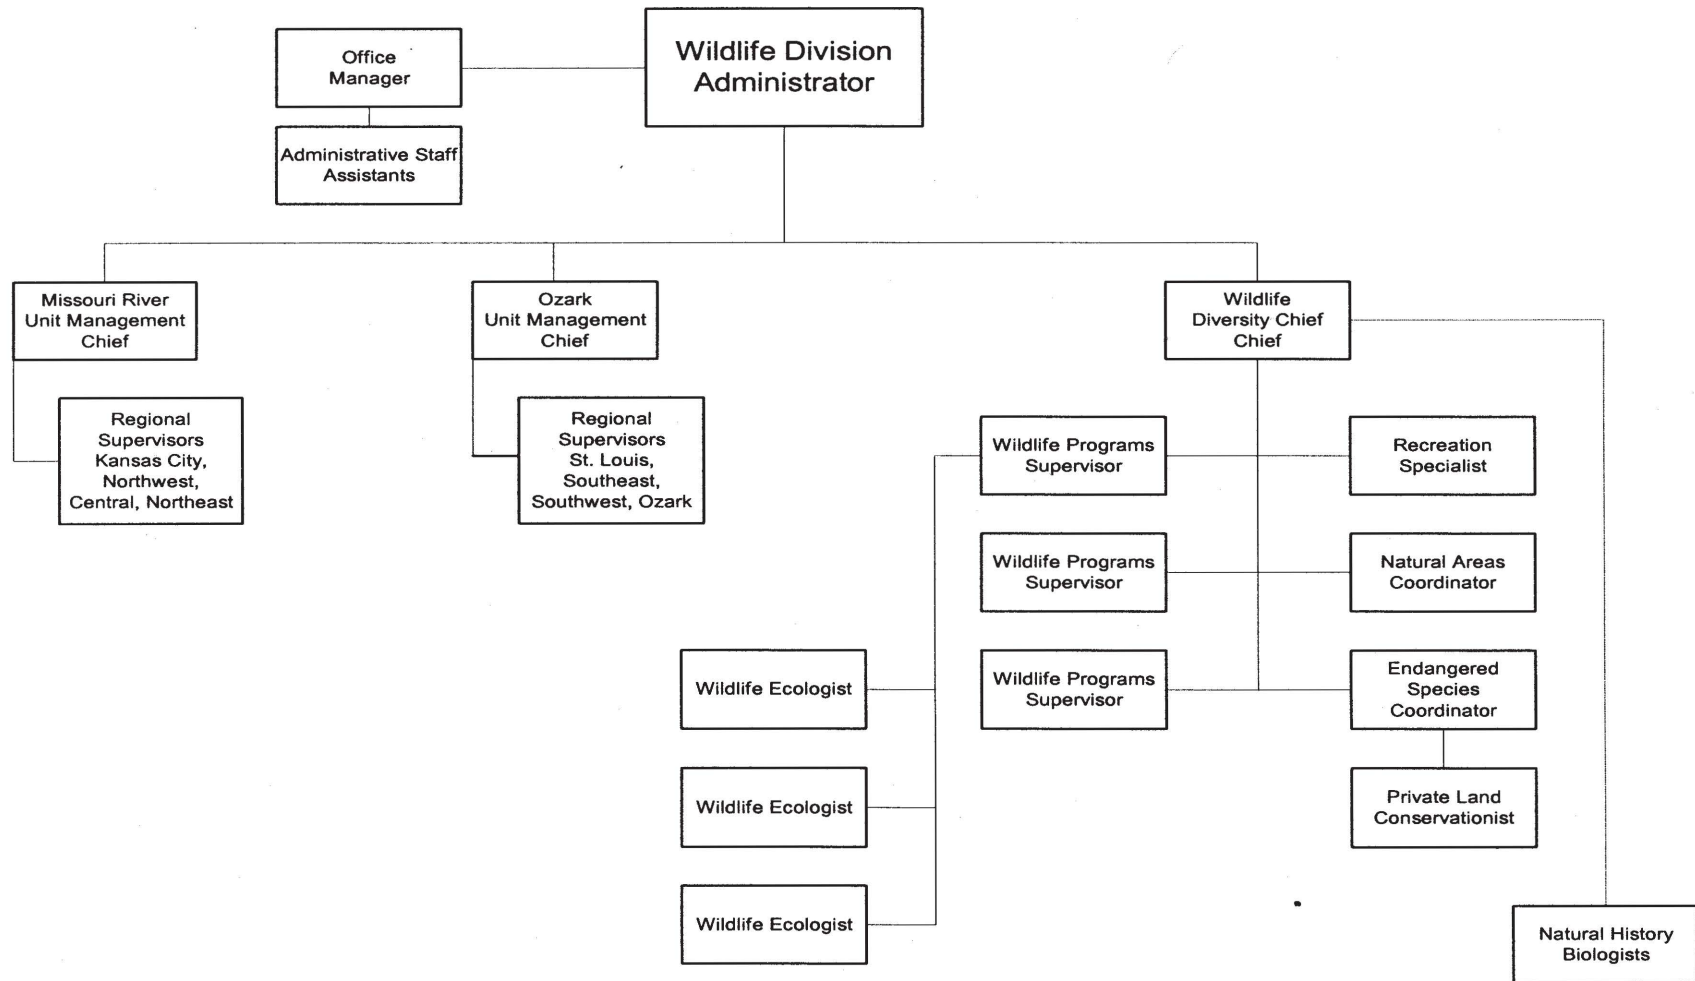 Office
Manager
Wildlife Division
Administrator
Administrative Staff
Assistants
Missouri River
Unit Management
Chief
Ozark
Unit Management
Chief
Wildlife
Diversity Chief
Chief
Regional
Supervisors
Kansas City,
Northwest,
Central, Northeast
Regional
Supervisors
St. Louis,
Southeast,
Southwest, Ozark
Wildlife Programs
Supervisor
Recreation
Specialist
Wildlife Programs
Supervisor
Natural Areas
Coordinator
Wildlife Ecologist
Wildlife Programs
Supervisor
Endangered
Species
Coordinator
Wildlife Ecologist
Private Land
Conservationist
Wildlife Ecologist
Natural History
Biologists